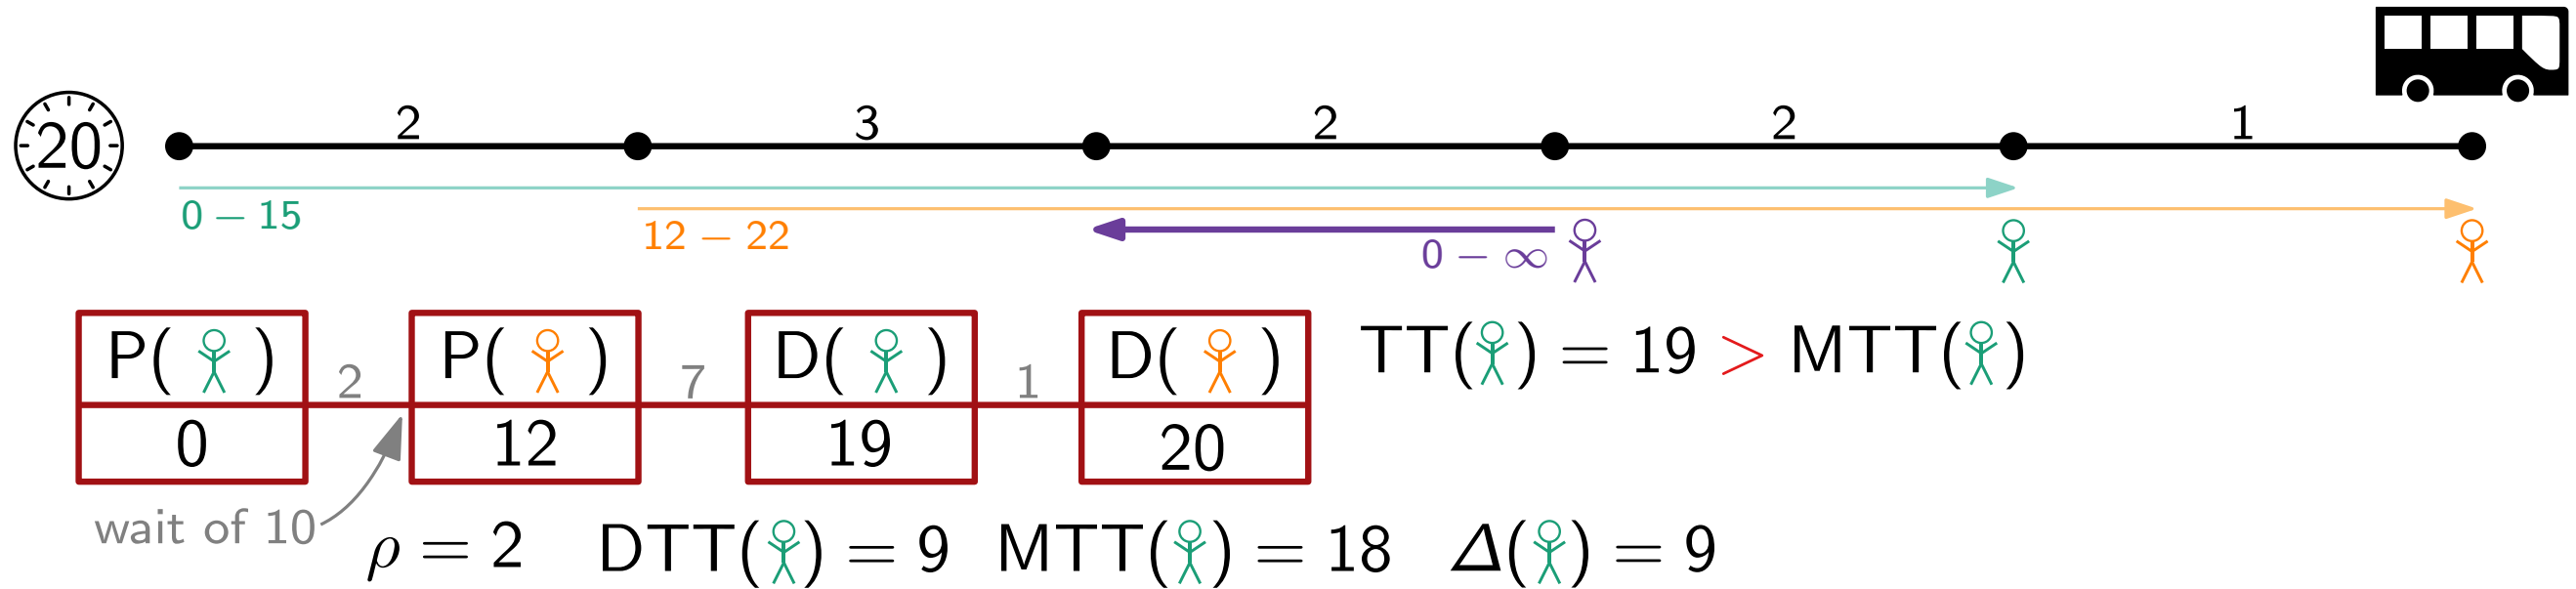 20 2 3 2 2 1
0 – 15
12 – 22
0 – ∞
P( ) 2 P( ) 7 D( ) 1 D( ) TT( ) = 19 > MTT( )
0 12 19 20
wait of 10
ρ = 2 DTT( ) = 9 MTT( ) = 18 Δ( ) = 9